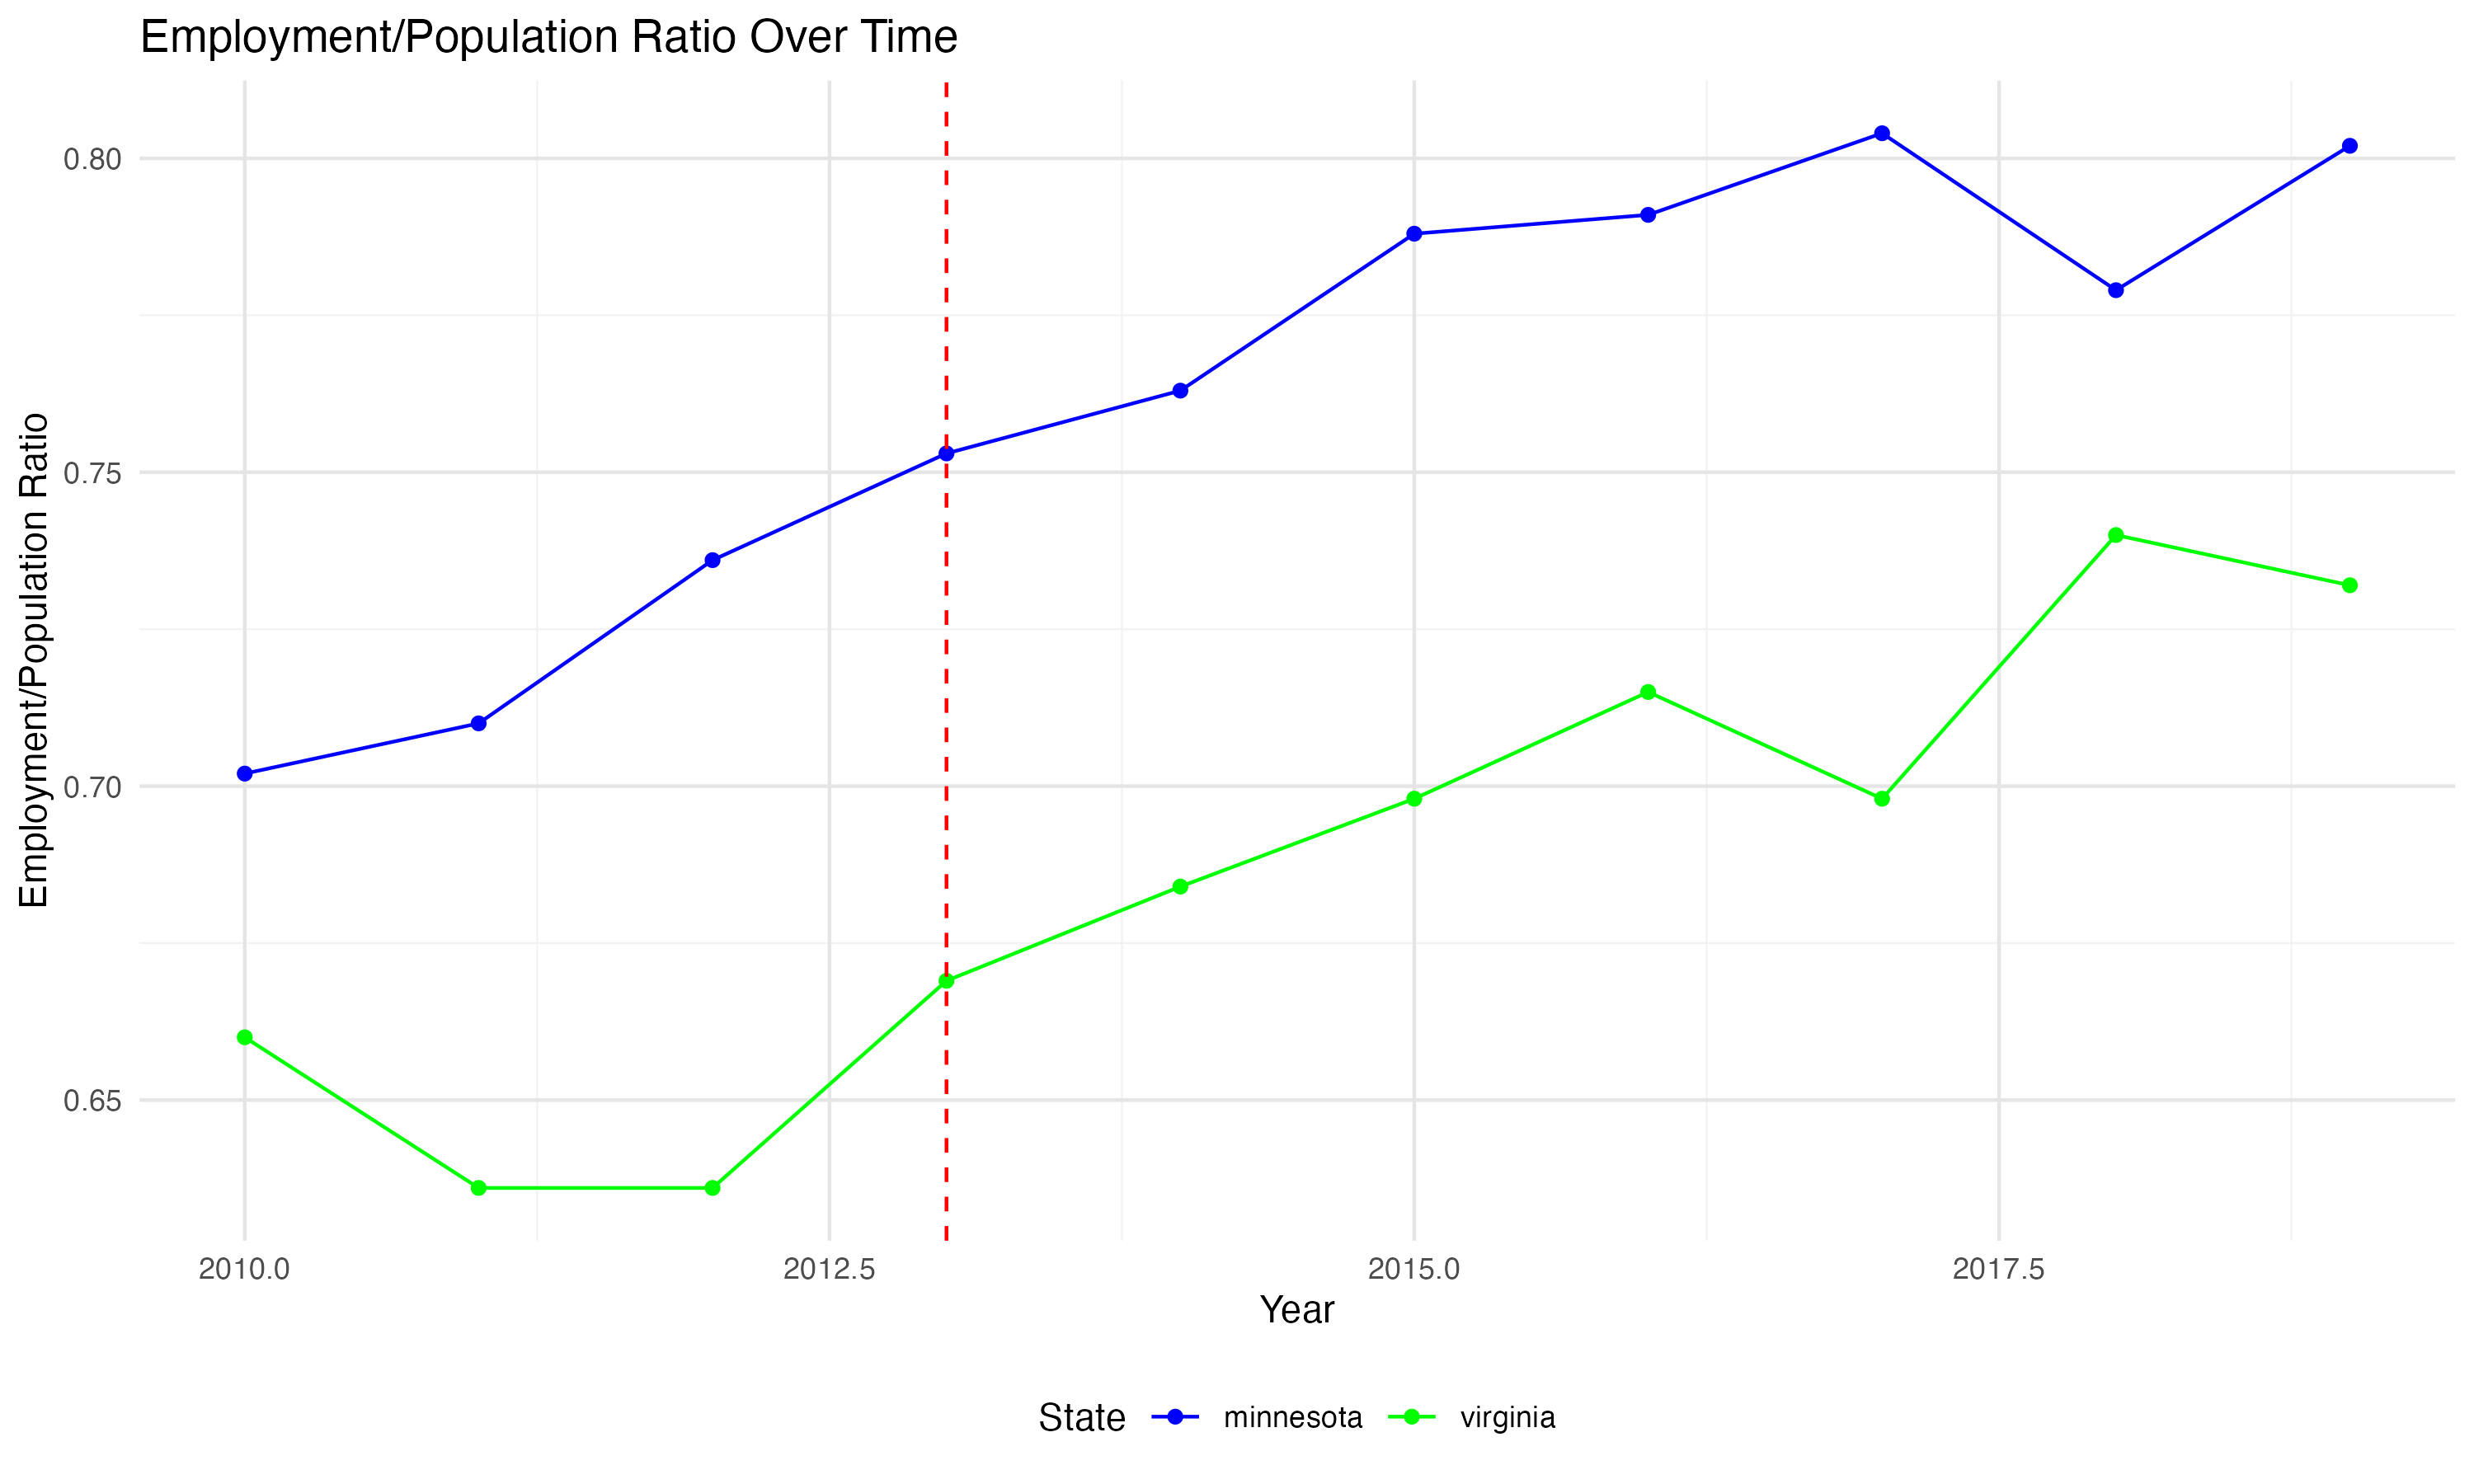 Employment/Population Ratio Over Time
Employment/Population Ratio
0.80
0.75
0.70
0.65
2010.0 2012.5 2015.0 2017.5
Year
State minnesota virginia